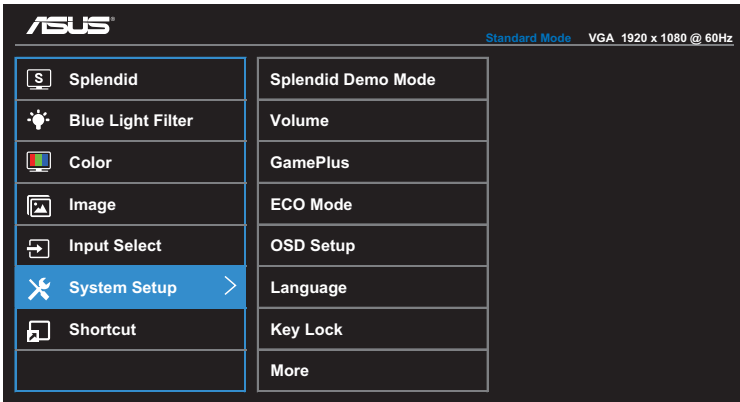 ASUS
Standard Mode VGA 1920 x 1080 @ 60Hz
S Splendid
Blue Light Filter
Color
Image
Input Select
System Setup
Shortcut
Splendid Demo Mode
Volume
GamePlus
ECO Mode
OSD Setup
Language
Key Lock
More